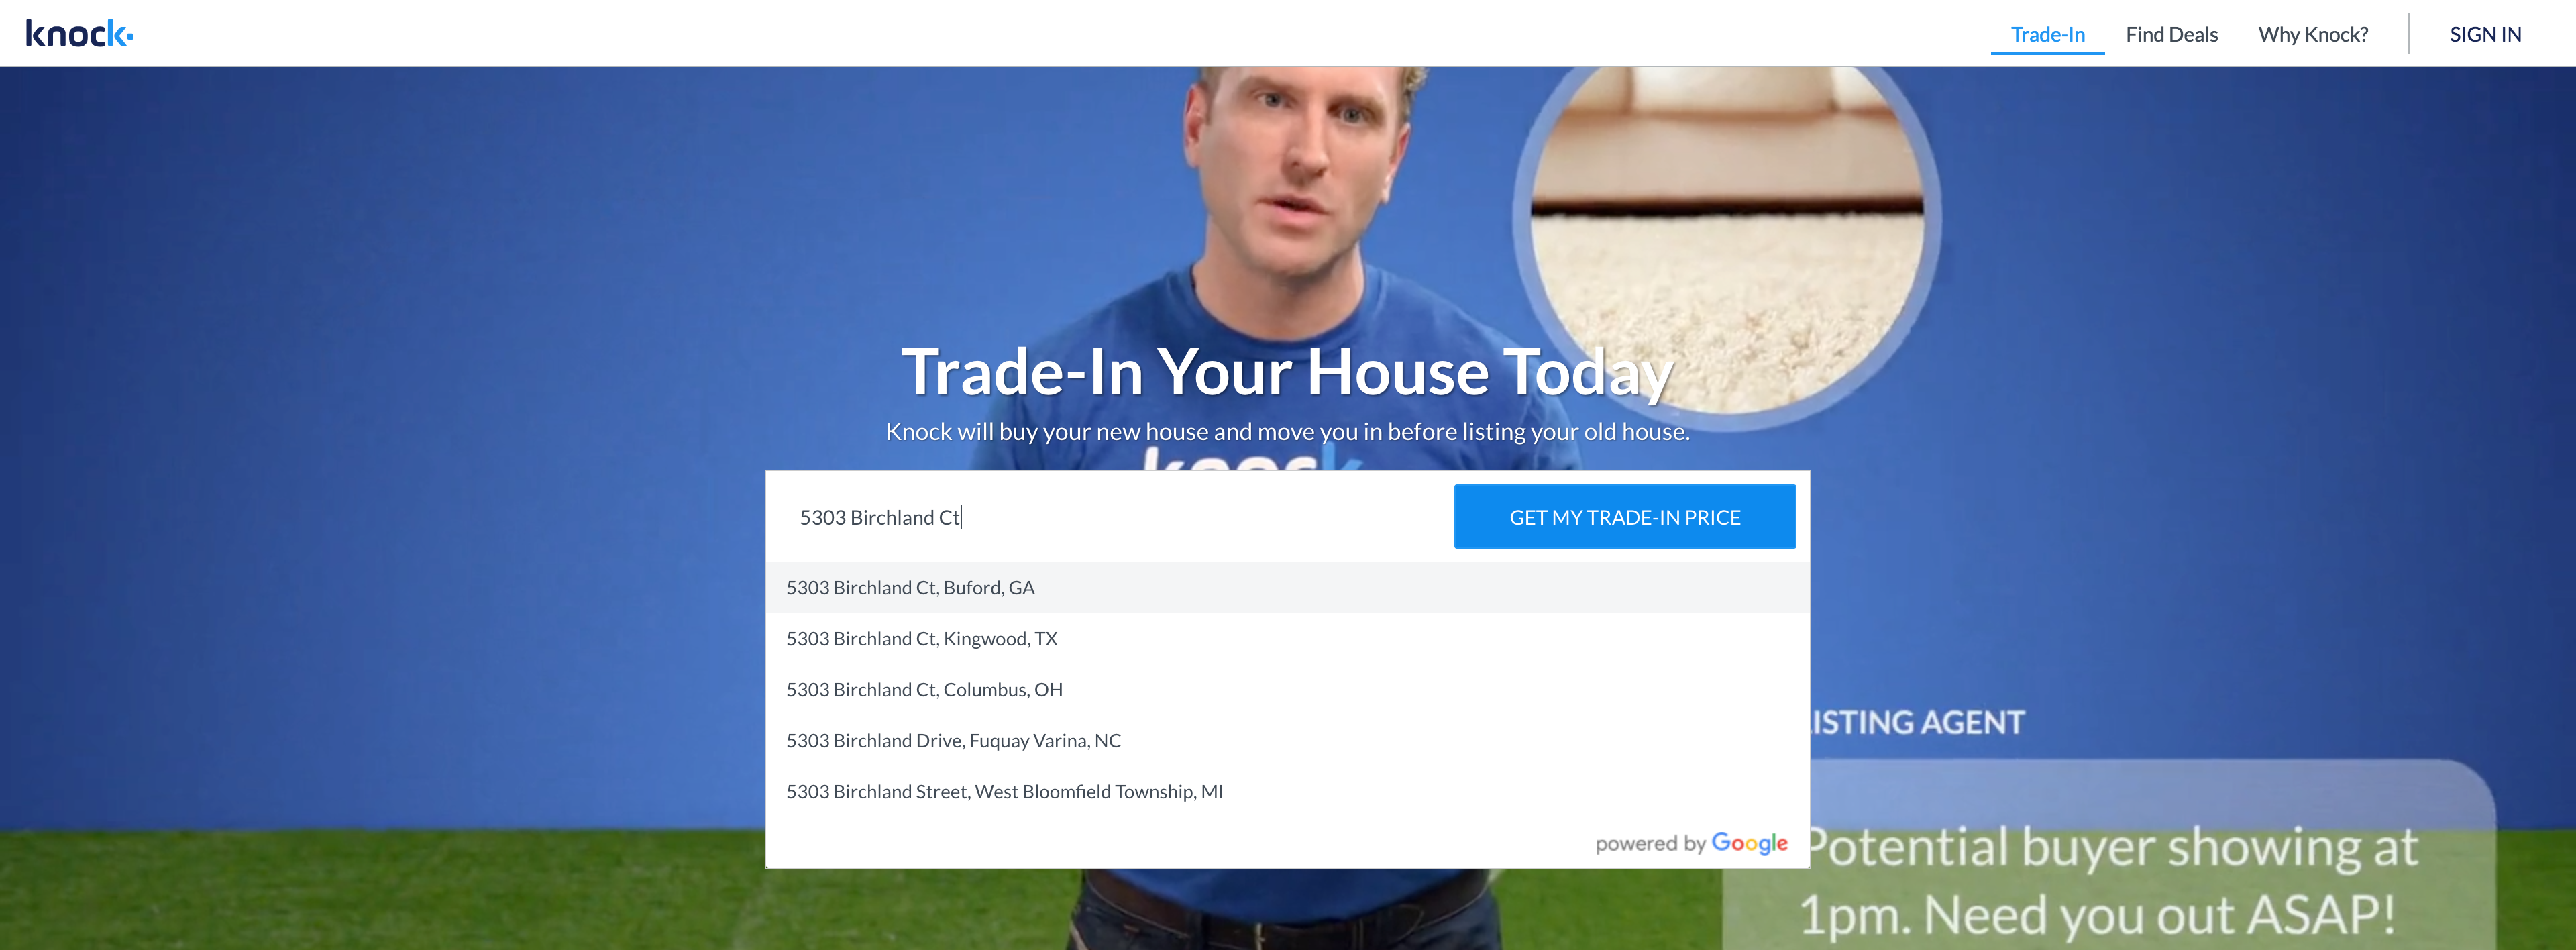 knock
Trade-In
Find Deals
Why Knock?
SIGN IN
Trade-In Your House Today
Knock will buy your new house and move you in before listing your old house.
knock
5303 Birchland Ct
GET MY TRADE-IN PRICE
5303 Birchland Ct, Buford, GA
5303 Birchland Ct, Kingwood, TX
5303 Birchland Ct, Columbus, OH
5303 Birchland Drive, Fuquay Varina, NC
5303 Birchland Street, West Bloomfield Township, MI
powered by Google
ISTING AGENT
Potential buyer showing at
1pm. Need you out ASAP!